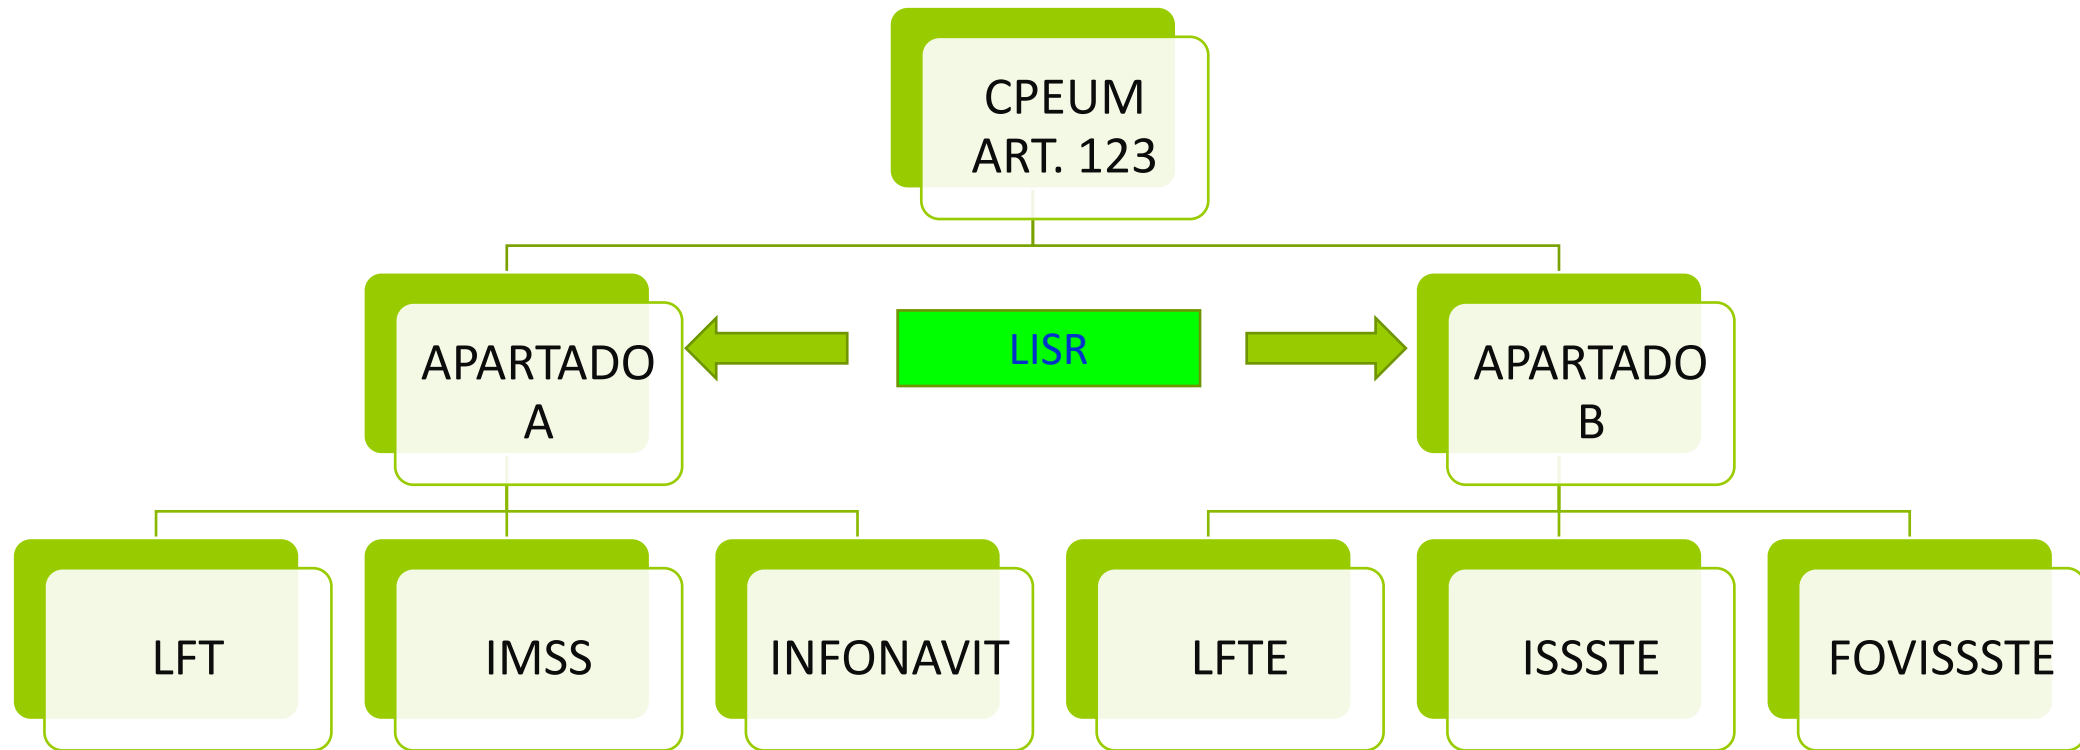 CPEUM
ART. 123
APARTADO
A
LISR
APARTADO
B
LFT
IMSS
INFONAVIT
LFTE
ISSSTE
FOVISSSTE